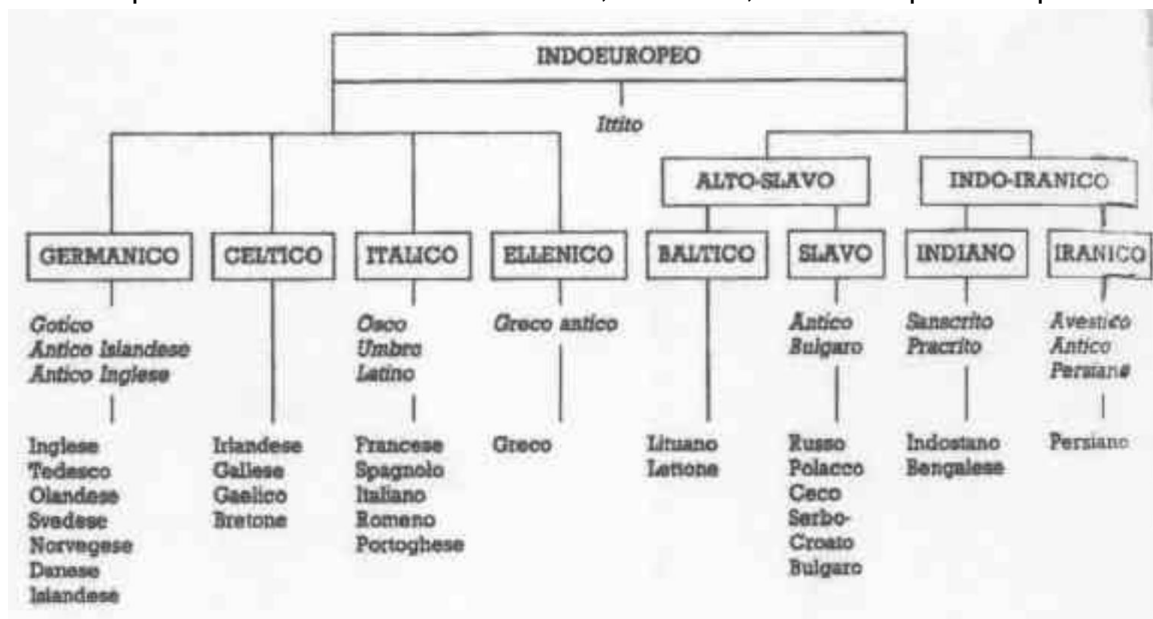 INDOEUROPEO
Ittito
ALTO-SLAVO
INDO-IRANICO
GERMANICO
CELTICO
ITALICO
ELLENICO
BALTICO
SLAVO
INDIANO
IRANICO
Gotico
Antico Islandese
Antico Inglese
Osco
Umbro
Latino
Greco antico
Antico
Bulgaro
Sanscrito
Pracrito
Avestico
Antico
Persiano
Inglese
Tedesco
Olandese
Svedese
Norvegese
Danese
Islandese
Irlandese
Gallese
Gaelico
Bretone
Francese
Spagnolo
Italiano
Romeno
Portoghese
Greco
Lituano
Lettone
Russo
Polacco
Ceco
Serbo-
Croato
Bulgaro
Indostano
Bengalese
Persiano